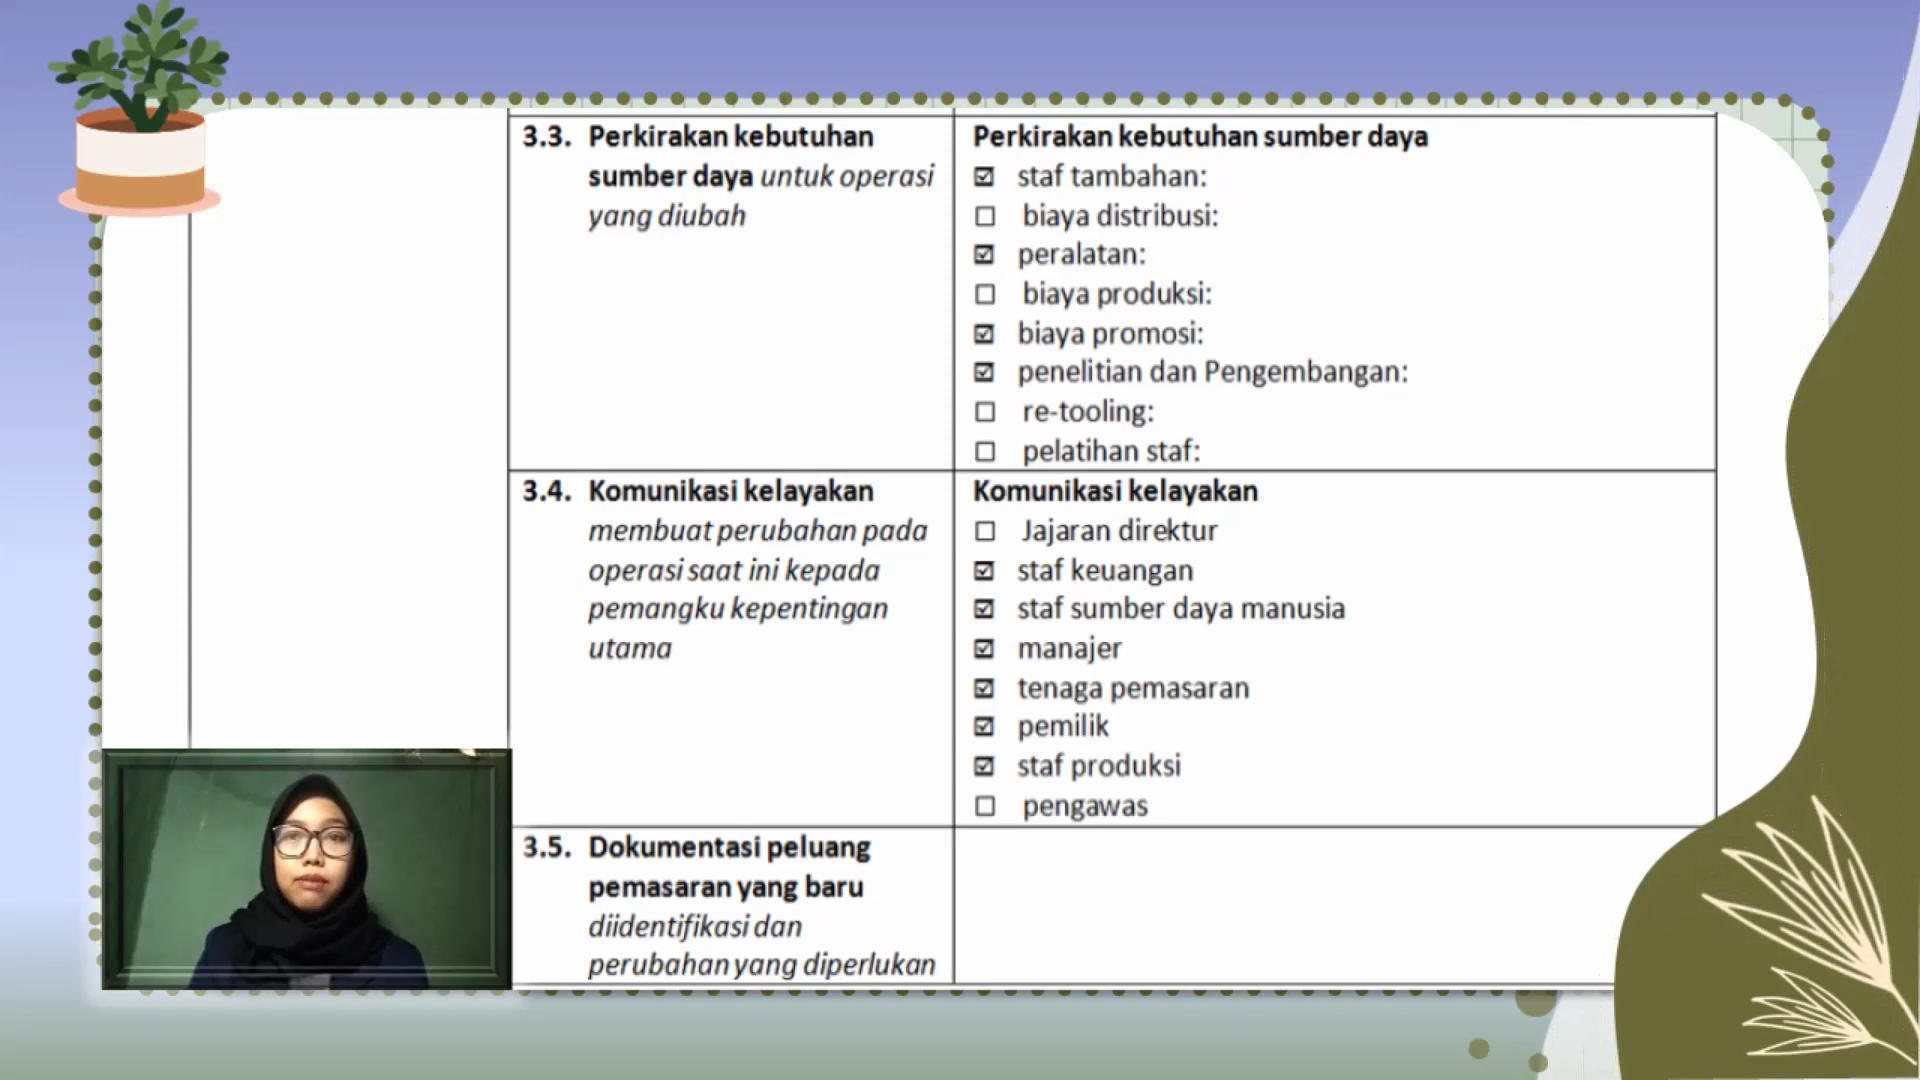 3.3. Perkirakan kebutuhan
sumber daya untuk operasi
yang diubah
Perkirakan kebutuhan sumber daya
☑ staf tambahan:
☐ biaya distribusi:
☑ peralatan:
☐ biaya produksi:
☑ biaya promosi:
☑ penelitian dan Pengembangan:
☐ re-tooling:
☐ pelatihan staf:
3.4. Komunikasi kelayakan
membuat perubahan pada
operasi saat ini kepada
pemangku kepentingan
utama
Komunikasi kelayakan
☐ Jajaran direktur
☑ staf keuangan
☑ staf sumber daya manusia
☑ manajer
☑ tenaga pemasaran
☑ pemilik
☑ staf produksi
☐ pengawas
3.5. Dokumentasi peluang
pemasaran yang baru
diidentifikasi dan
perubahan yang diperlukan